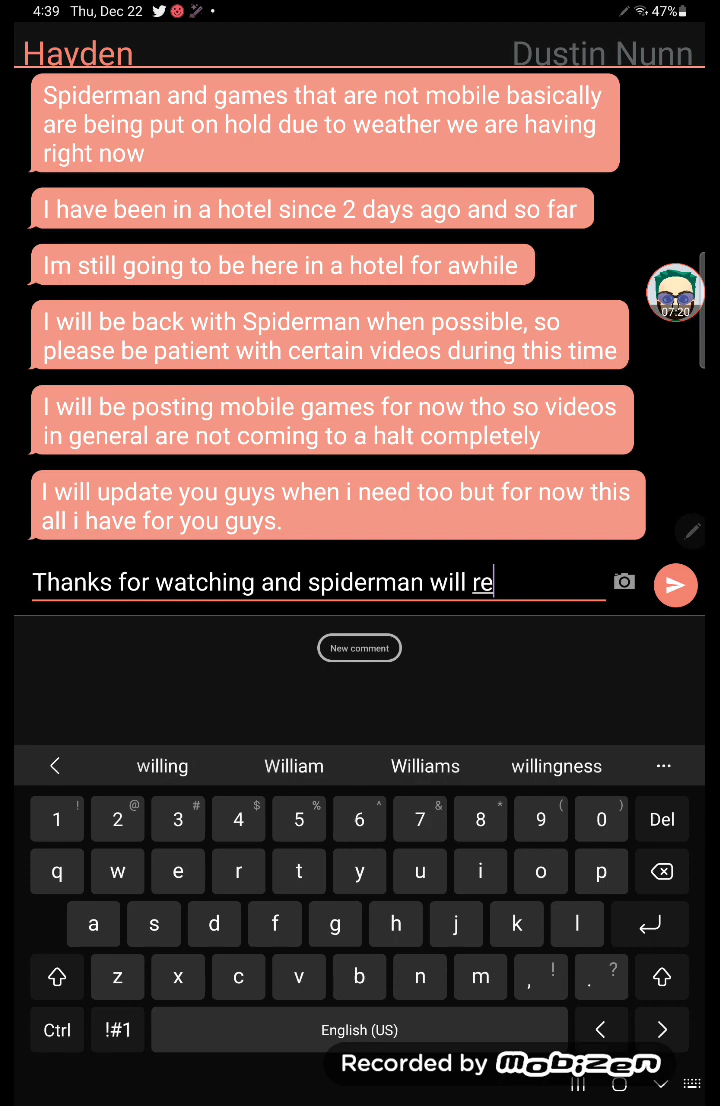 4:39 Thu, Dec 22 47%
Hayden Dustin Nunn
Spiderman and games that are not mobile basically
are being put on hold due to weather we are having
right now
I have been in a hotel since 2 days ago and so far
Im still going to be here in a hotel for awhile
07:20
I will be back with Spiderman when possible, so
please be patient with certain videos during this time
I will be posting mobile games for now tho so videos
in general are not coming to a halt completely
I will update you guys when i need too but for now this
all i have for you guys.
Thanks for watching and spiderman will re
New comment
willing William Williams willingness ...
1 ! 2 @ 3 # 4 $ 5 % 6 ^ 7 & 8 * 9 ( 0 ) Del
q w e r t y u i o p
a s d f g h j k l
z x c v b n m , ! . ?
Ctrl !#1 English (US) < >
Recorded by Mobizen